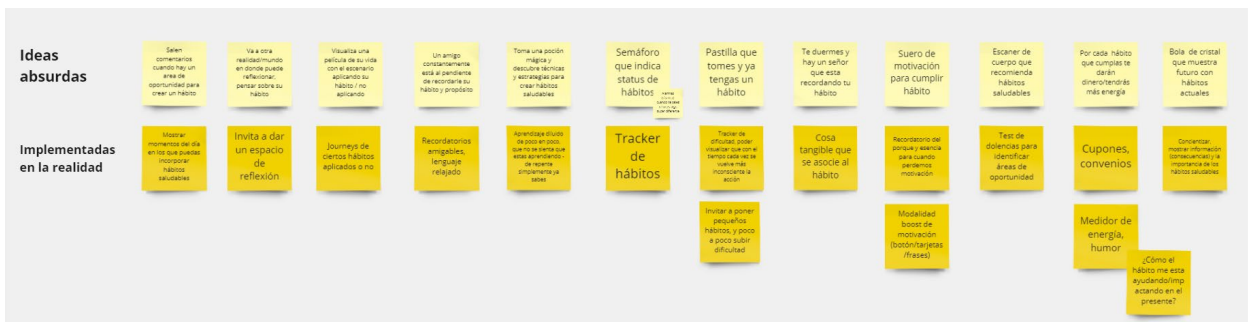 Ideas
absurdas
Salen
comentarios
cuando hay un
area de
oportunidad para
crear un hábito
Va a otra
realidad/mundo
en donde puede
reflexionar,
pensar sobre su
hábito
Visualiza una
película de su vida
con el escenario
aplicando su
hábito / no
aplicando
Un amigo
constantemente
está al pendiente
de recordarle su
hábito y propósito
Toma una poción
mágica y
descubre técnicas
y estrategias para
crear hábitos
saludables
Semáforo
que indica
status de
hábitos
Pastilla que
tomes y ya
tengas un
hábito
Te duermes y
hay un señor
que esta
recordando tu
hábito
Suero de
motivación
para cumplir
hábito
Escaner de
cuerpo que
recomienda
hábitos
saludables
Por cada hábito
que cumplas te
darán
dinero/tendrás
más energía
Bola de cristal
que muestra
futuro con
hábitos
actuales
Implementadas
en la realidad
Mostrar
momentos del día
en los que puedas
incorporar
hábitos
saludables
Invita a dar
un espacio
de
reflexión
Journeys de
ciertos hábitos
aplicados o no
Recordatorios
amigables,
lenguaje
relajado
Aprendizaje diluido
de poco en poco,
que no se sienta que
estas aprendiendo -
de repente
simplemente ya
sabes
Tracker
de
hábitos
Tracker de
dificultad, poder
visualizar que con el
tiempo cada vez se
vuelve más
inconsciente la
acción
Cosa
tangible que
se asocie al
hábito
Recordatorio del
porque y esencia
para cuando
perdemos
motivación
Test de
dolencias para
identificar
áreas de
oportunidad
Cupones,
convenios
Concientizar,
mostrar información
(consecuencias) y la
importancia de los
hábitos saludables
Invitar a poner
pequeños
hábitos, y poco
a poco subir
dificultad
Modalidad
boost de
motivación
(botón/tarjetas
/frases)
Medidor de
energía,
humor
¿Cómo el
hábito me esta
ayudando/imp
actando en el
presente?